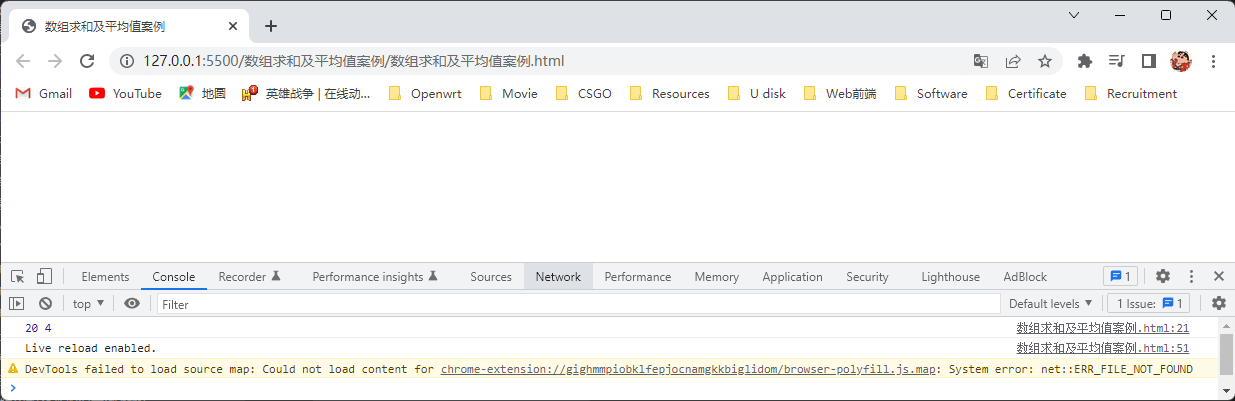 数组求和及平均值案例
127.0.0.1:5500/数组求和及平均值案例/数组求和及平均值案例.html
Gmail YouTube 地圖 英雄战争 | 在线动... Openwrt Movie CSGO Resources U disk Web前端 Software Certificate Recruitment
Elements Console Recorder Performance insights Sources Network Performance Memory Application Security Lighthouse AdBlock 1
top Filter Default levels 1 Issue: 1
20 4 数组求和及平均值案例.html:21
Live reload enabled. 数组求和及平均值案例.html:51
DevTools failed to load source map: Could not load content for chrome-extension://gighmmpiobklfepjocnamgkkbiglidom/browser-polyfill.js.map: System error: net::ERR_FILE_NOT_FOUND